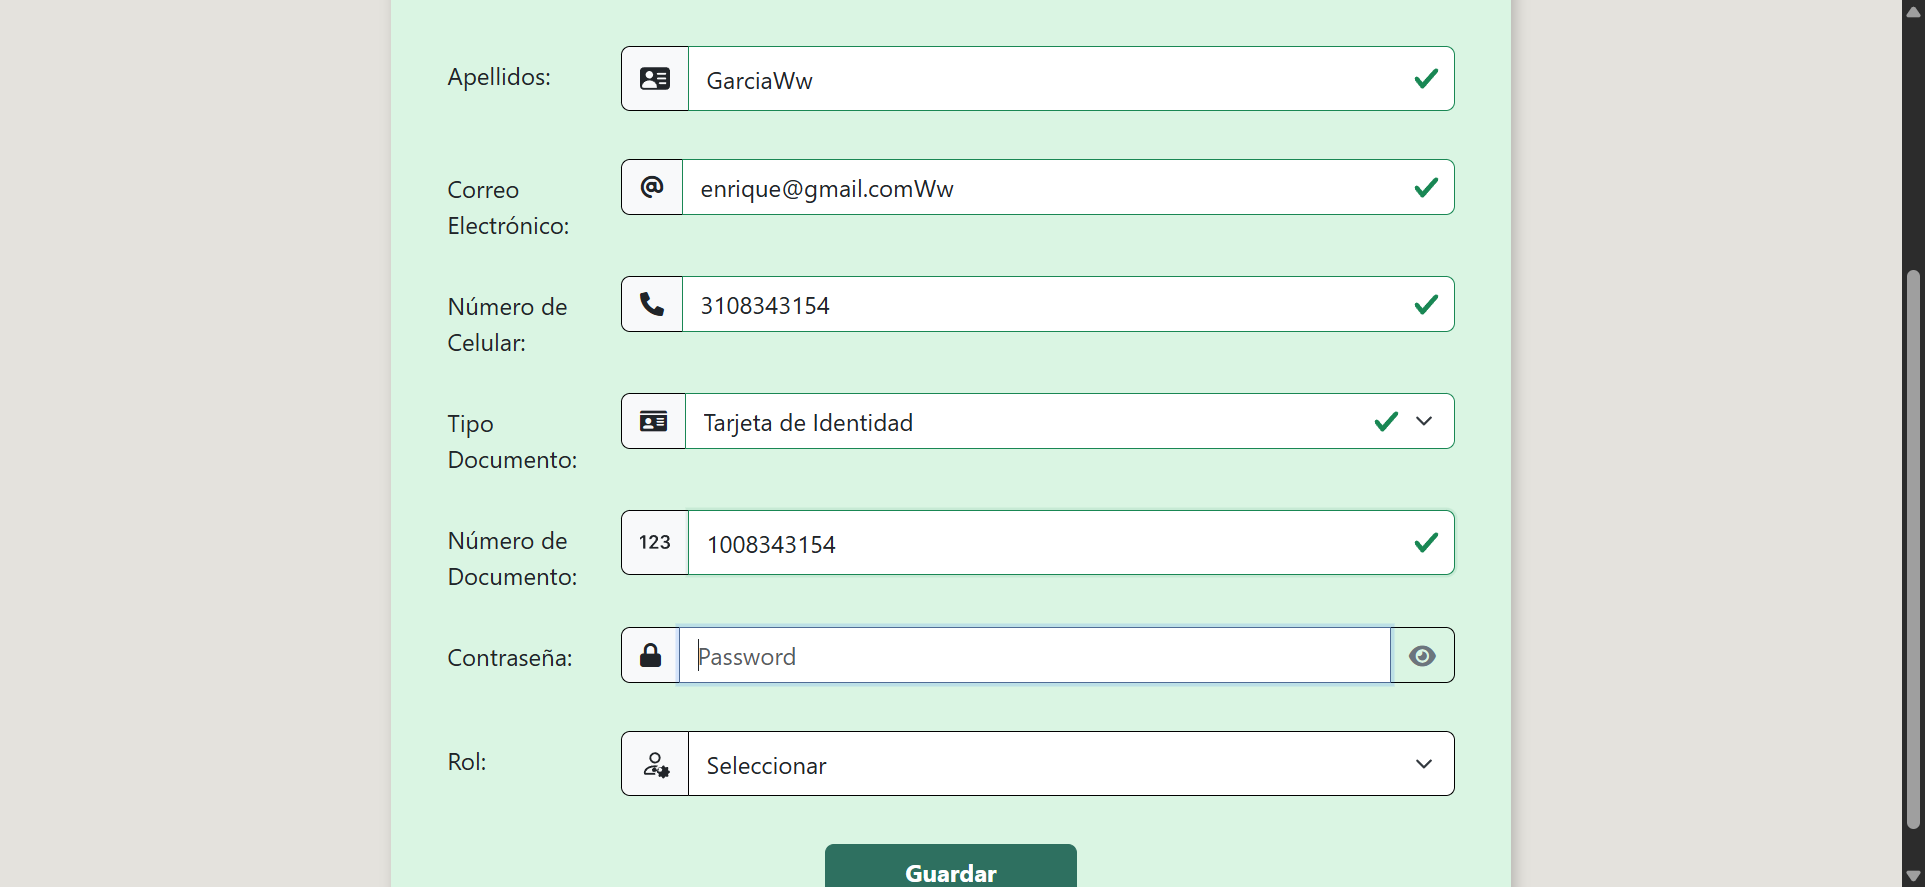 Apellidos:
GarciaWw
Correo
Electrónico:
enrique@gmail.comWw
Número de
Celular:
3108343154
Tipo
Documento:
Tarjeta de Identidad
Número de
Documento:
123
1008343154
Contraseña:
Password
Rol:
Seleccionar
Guardar